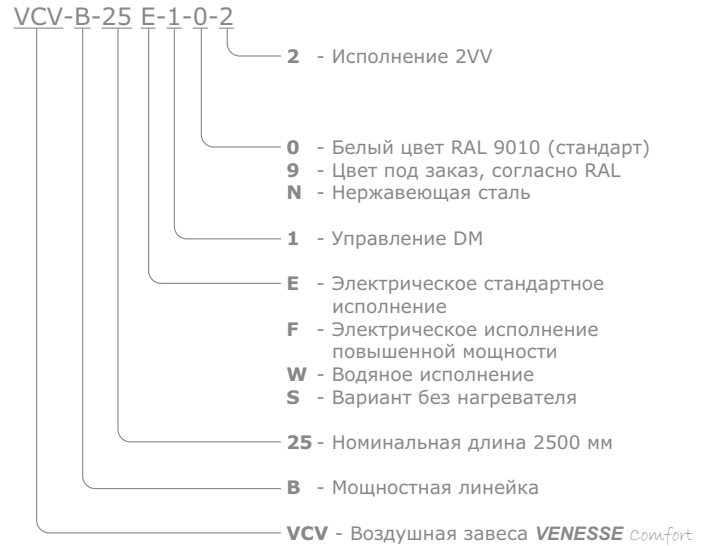 VCV-B-25 E-1-0-2
2 - Исполнение 2VV
0 - Белый цвет RAL 9010 (стандарт)
9 - Цвет под заказ, согласно RAL
N - Нержавеющая сталь
1 - Управление DM
E - Электрическое стандартное
исполнение
F - Электрическое исполнение
повышенной мощности
W - Водяное исполнение
S - Вариант без нагревателя
25 - Номинальная длина 2500 мм
B - Мощностная линейка
VCV - Воздушная завеса VENESSE Comfort